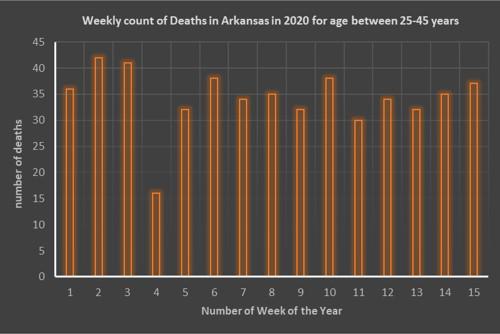 Weekly count of Deaths in Arkansas in 2020 for age between 25-45 years
45
40
35
30
25
20
15
10
5
0
number of deaths
1 2 3 4 5 6 7 8 9 10 11 12 13 14 15
Number of Week of the Year